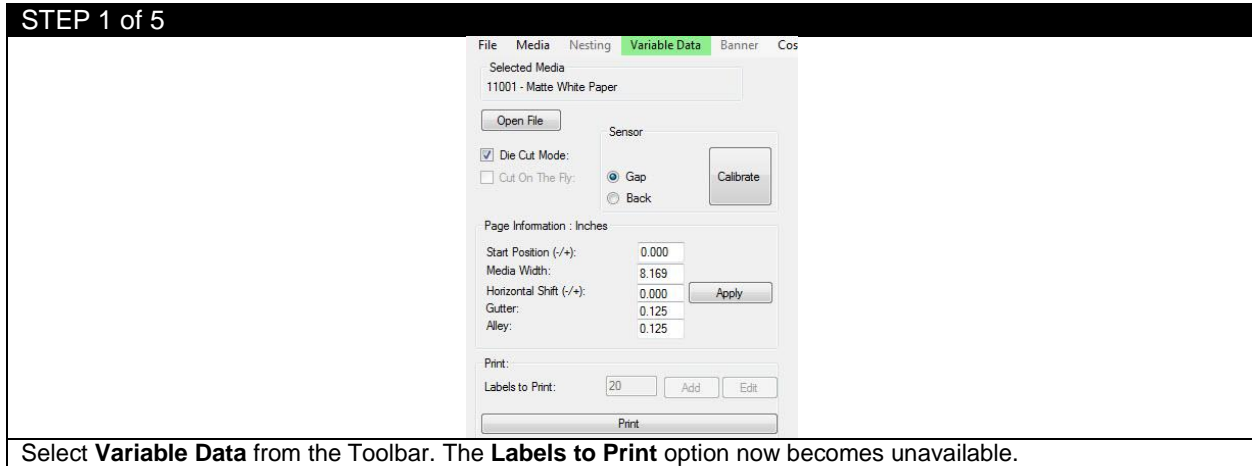 STEP 1 of 5
File Media Nesting Variable Data Banner Cos
Selected Media
11001 - Matte White Paper
Open File
Sensor
Die Cut Mode:
Cut On The Fly:
Gap
Back
Calibrate
Page Information : Inches
Start Position (-/+): 0.000
Media Width: 8.169
Horizontal Shift (-/+): 0.000 Apply
Gutter: 0.125
Alley: 0.125
Print:
Labels to Print: 20 Add Edit
Print
Select Variable Data from the Toolbar. The Labels to Print option now becomes unavailable.